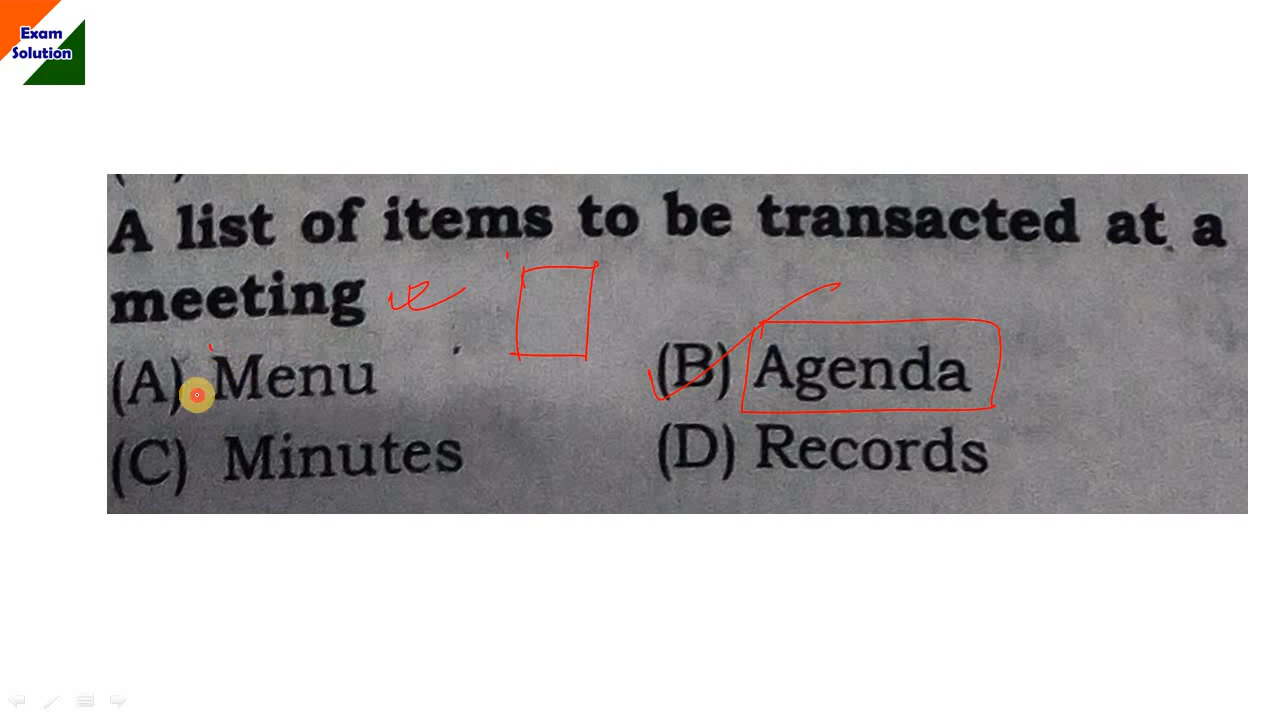 Exam
Solution
A list of items to be transacted at a
meeting
(A) Menu
(B) Agenda
(C) Minutes
(D) Records